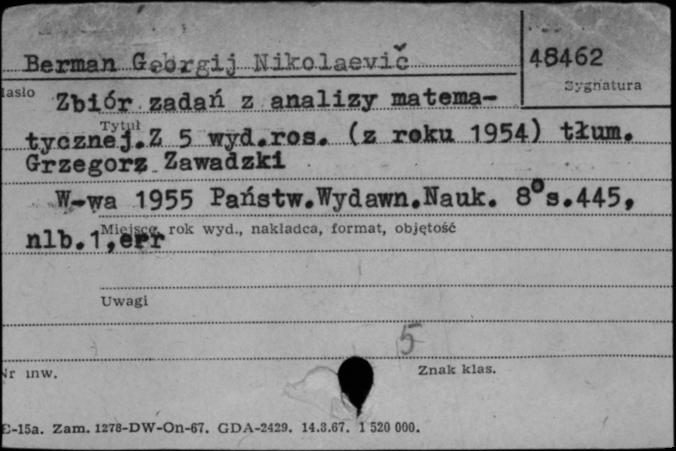 Berman Georgij Nikolaevič
48462
Sygnatura
Hasło
Zbiór zadań z analizy matema-
Tytuł
tycznej.Z 5 wyd.ros. (z roku 1954) tłum.
Grzegorz Zawadzki
W-wa 1955 Państw.Wydawn.Nauk. 8° s.445,
Miejsce, rok wyd., nakładca, format, objętość
nlb.1,err
Uwagi
5
Nr inw.
Znak klas.
E-15a. Zam. 1278-DW-On-67. GDA-2429. 14.3.67. 1 520 000.